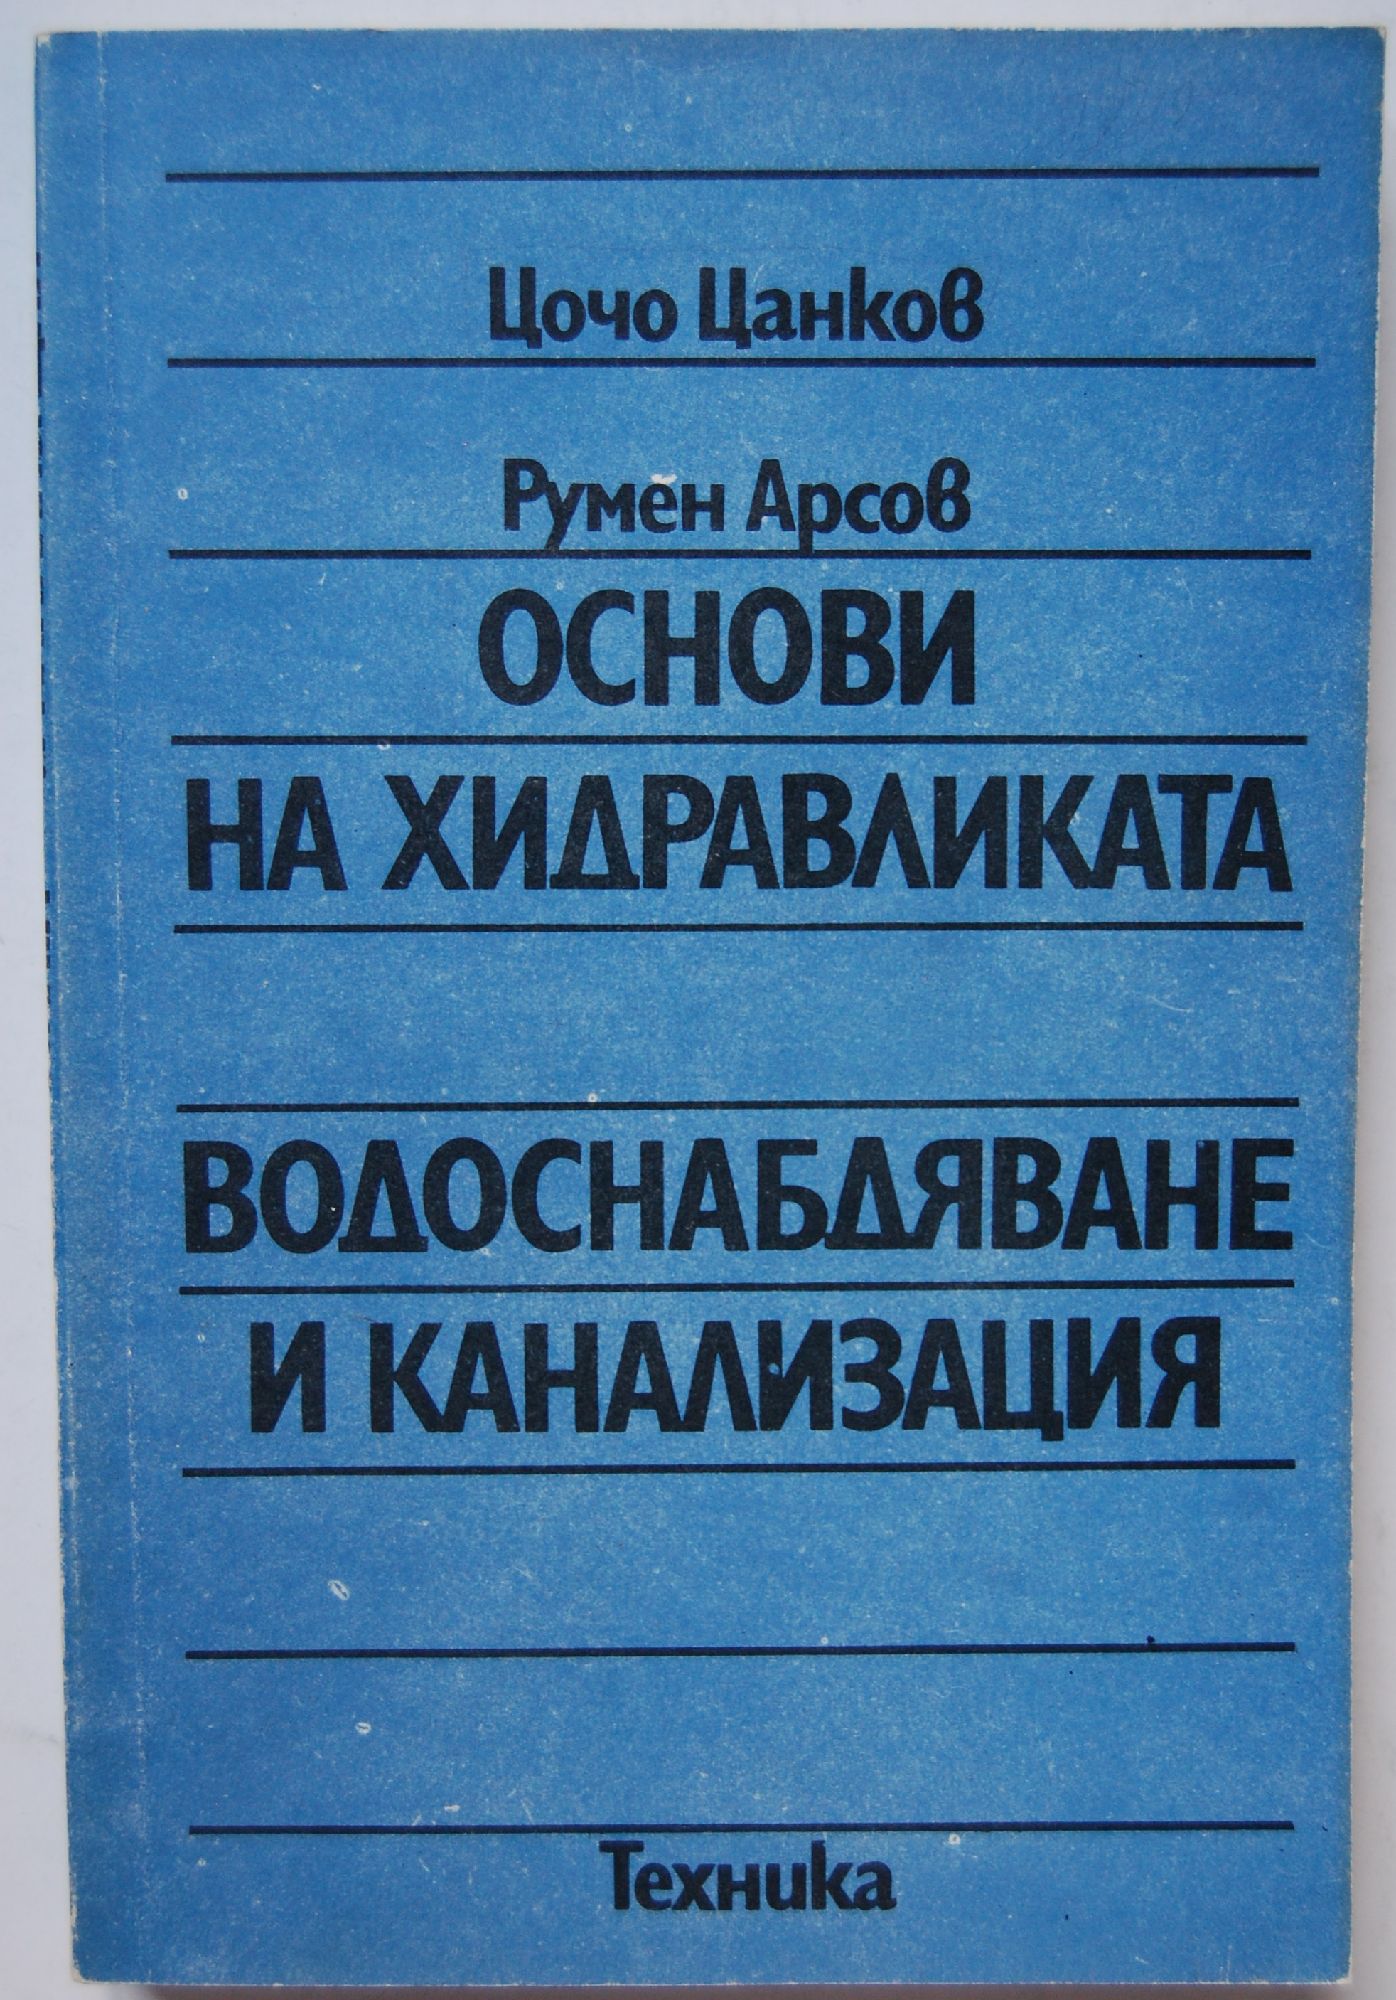 Цочо Цанков
Румен Арсов
ОСНОВИ
НА ХИДРАВЛИКАТА
ВОДОСНАБДЯВАНЕ
И КАНАЛИЗАЦИЯ
Техника